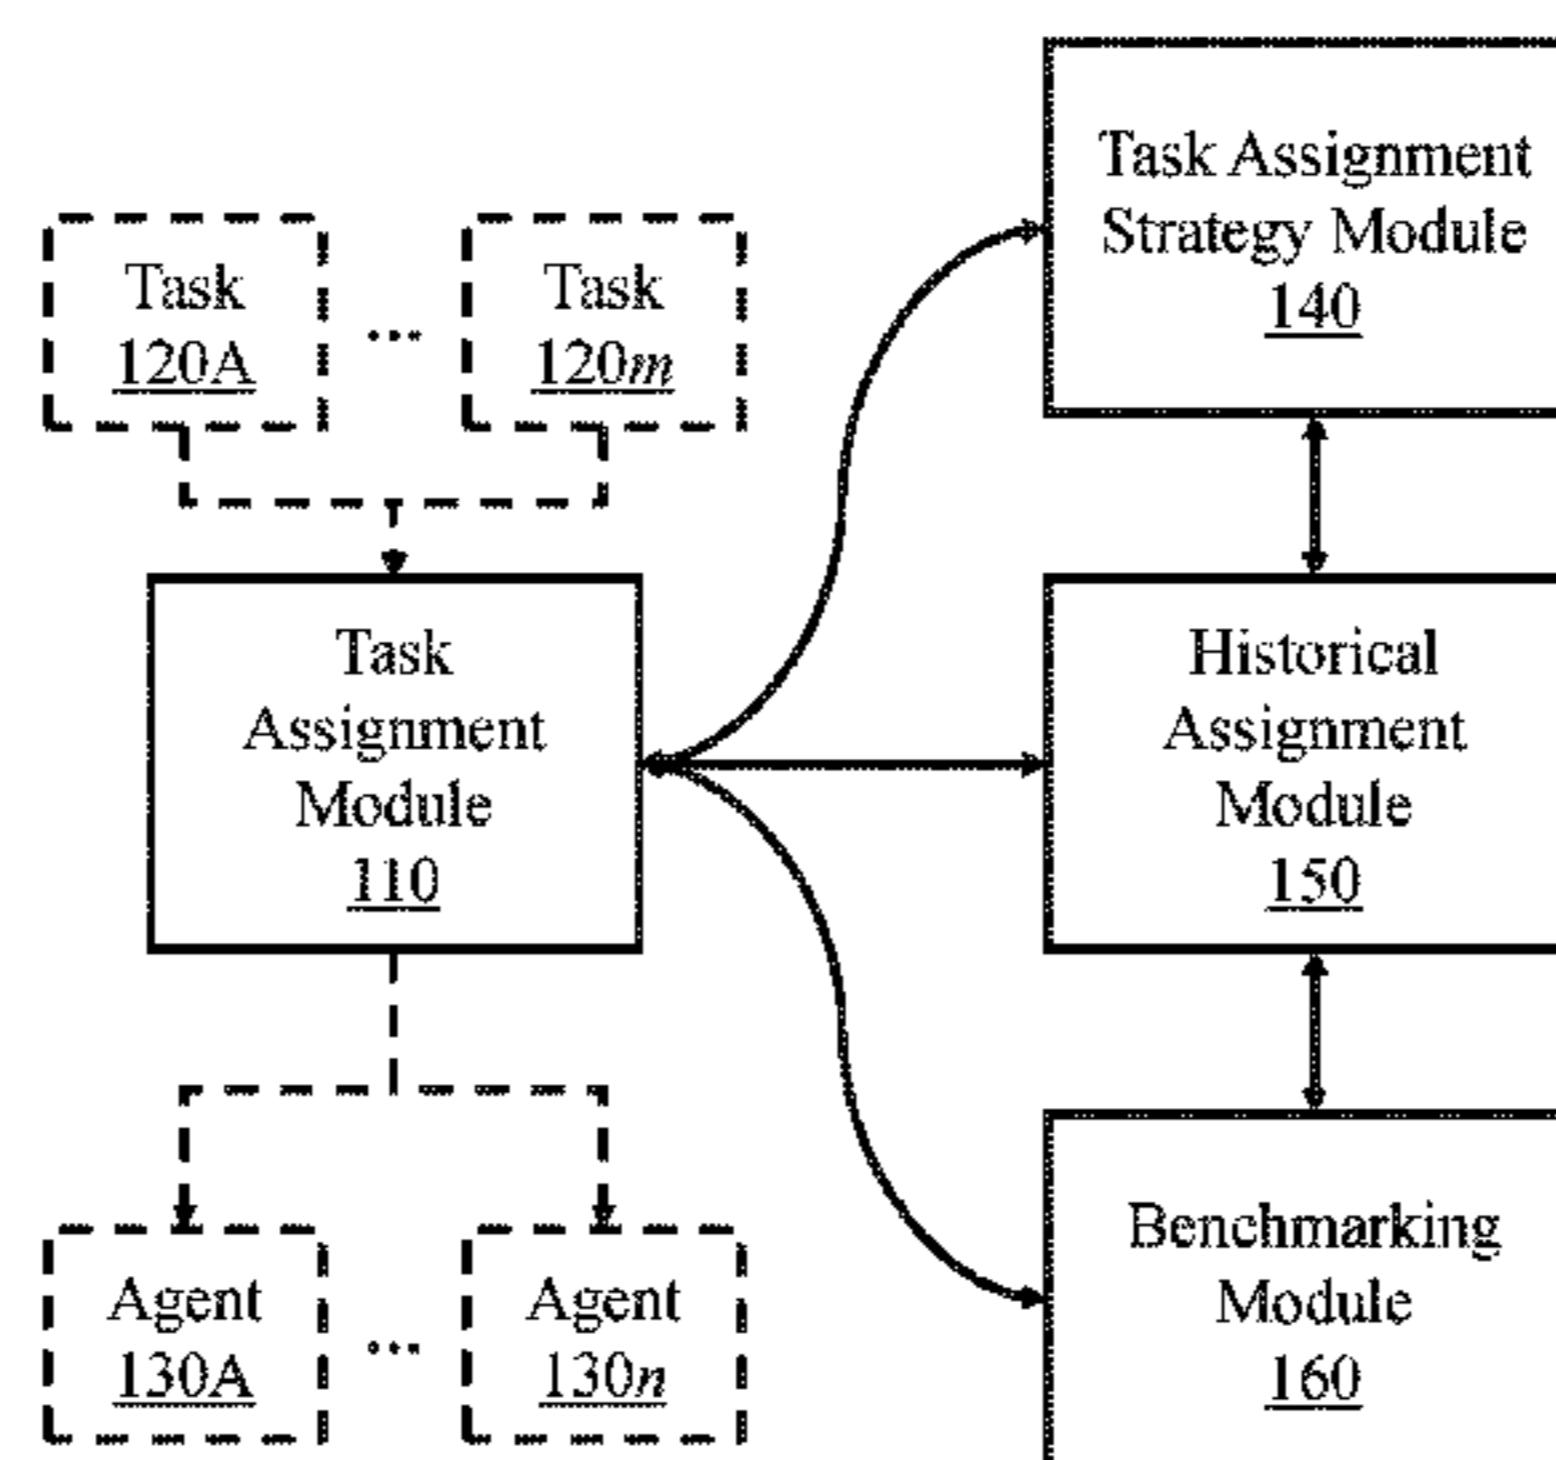 Task Assignment
Strategy Module
140
Task
120A
...
Task
120m
Task
Assignment
Module
110
Historical
Assignment
Module
150
Agent
130A
...
Agent
130n
Benchmarking
Module
160